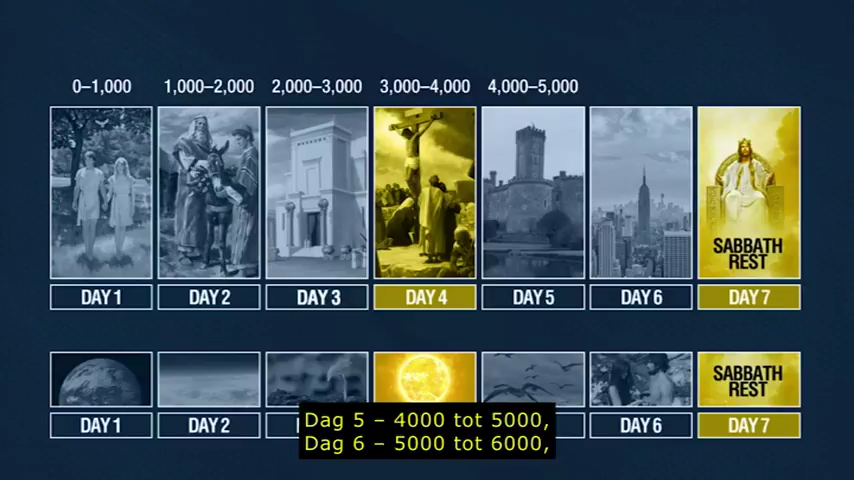 0–1,000 1,000–2,000 2,000–3,000 3,000–4,000 4,000–5,000
SABBATH
REST
DAY 1 DAY 2 DAY 3 DAY 4 DAY 5 DAY 6 DAY 7
SABBATH
REST
DAY 1 DAY 2 DAY 6 DAY 7
Dag 5 – 4000 tot 5000,
Dag 6 – 5000 tot 6000,